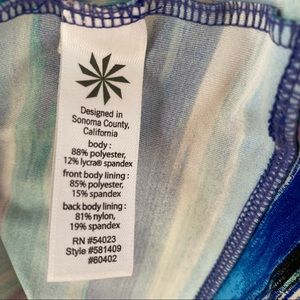 Designed in
Sonoma County,
California
body :
88% polyester,
12% lycra® spandex
front body lining :
85% polyester,
15% spandex
back body lining :
81% nylon,
19% spandex
RN #54023
Style #581409
#60402